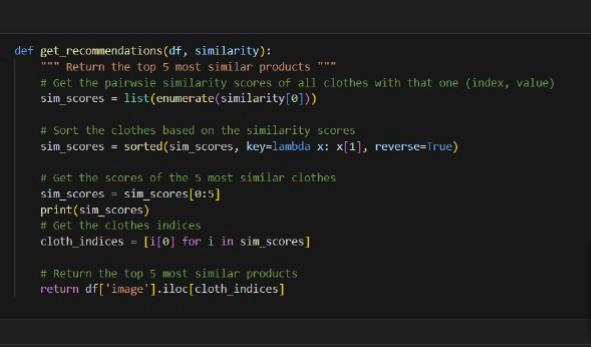 def get_recommendations(df, similarity):
""" Return the top 5 most similar products """
# Get the pairwsie similarity scores of all clothes with that one (index, value)
sim_scores = list(enumerate(similarity[0]))
# Sort the clothes based on the similarity scores
sim_scores = sorted(sim_scores, key=lambda x: x[1], reverse=True)
# Get the scores of the 5 most similar clothes
sim_scores = sim_scores[0:5]
print(sim_scores)
# Get the clothes indices
cloth_indices = [i[0] for i in sim_scores]
# Return the top 5 most similar products
return df['image'].iloc[cloth_indices]